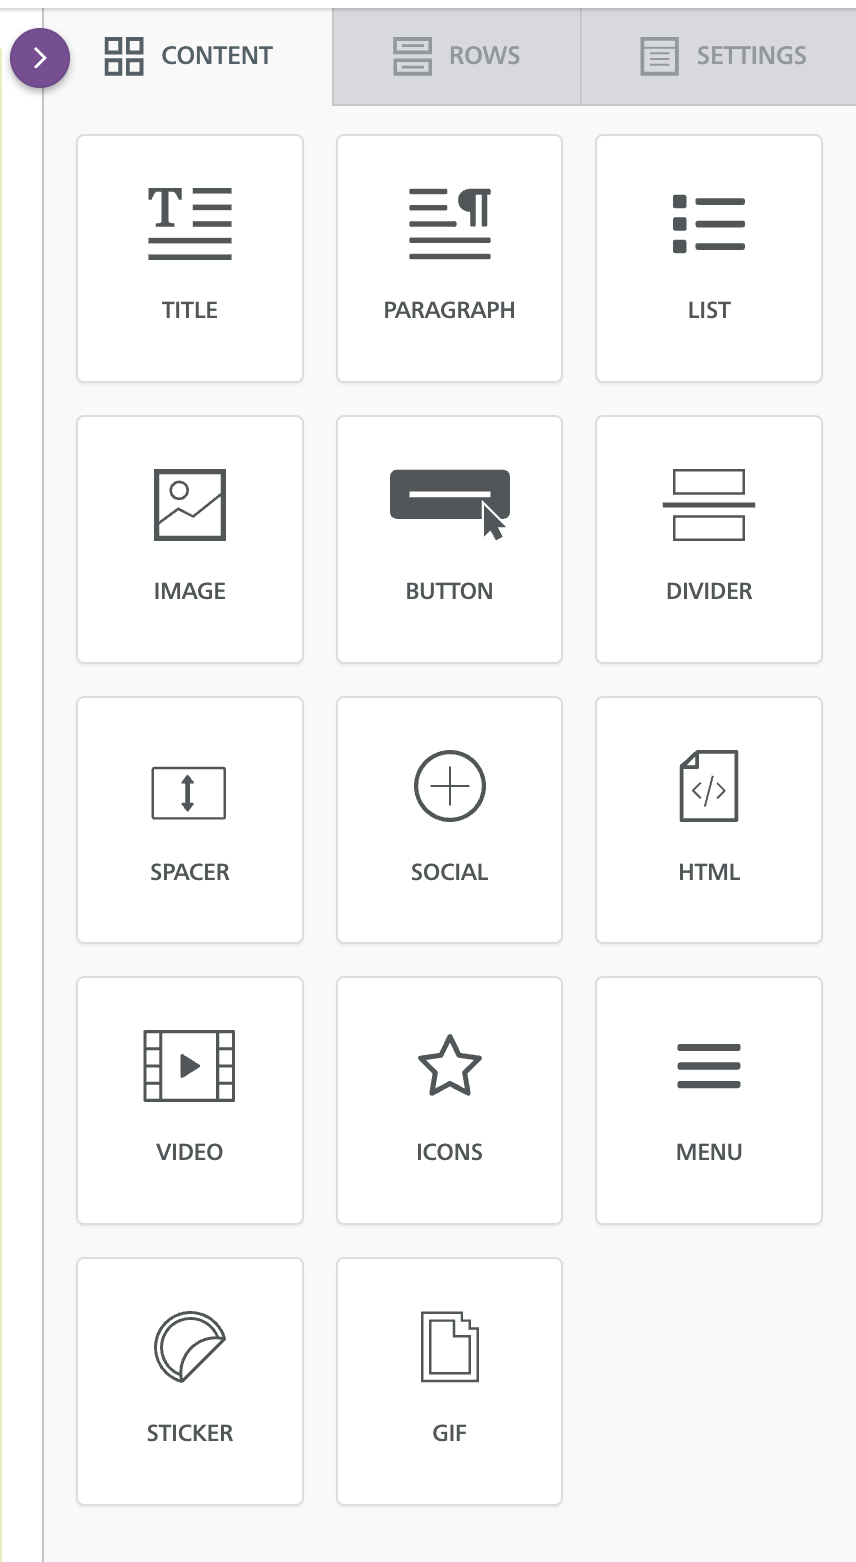 CONTENT ROWS SETTINGS
TITLE PARAGRAPH LIST
IMAGE BUTTON DIVIDER
SPACER SOCIAL HTML
VIDEO ICONS MENU
STICKER GIF